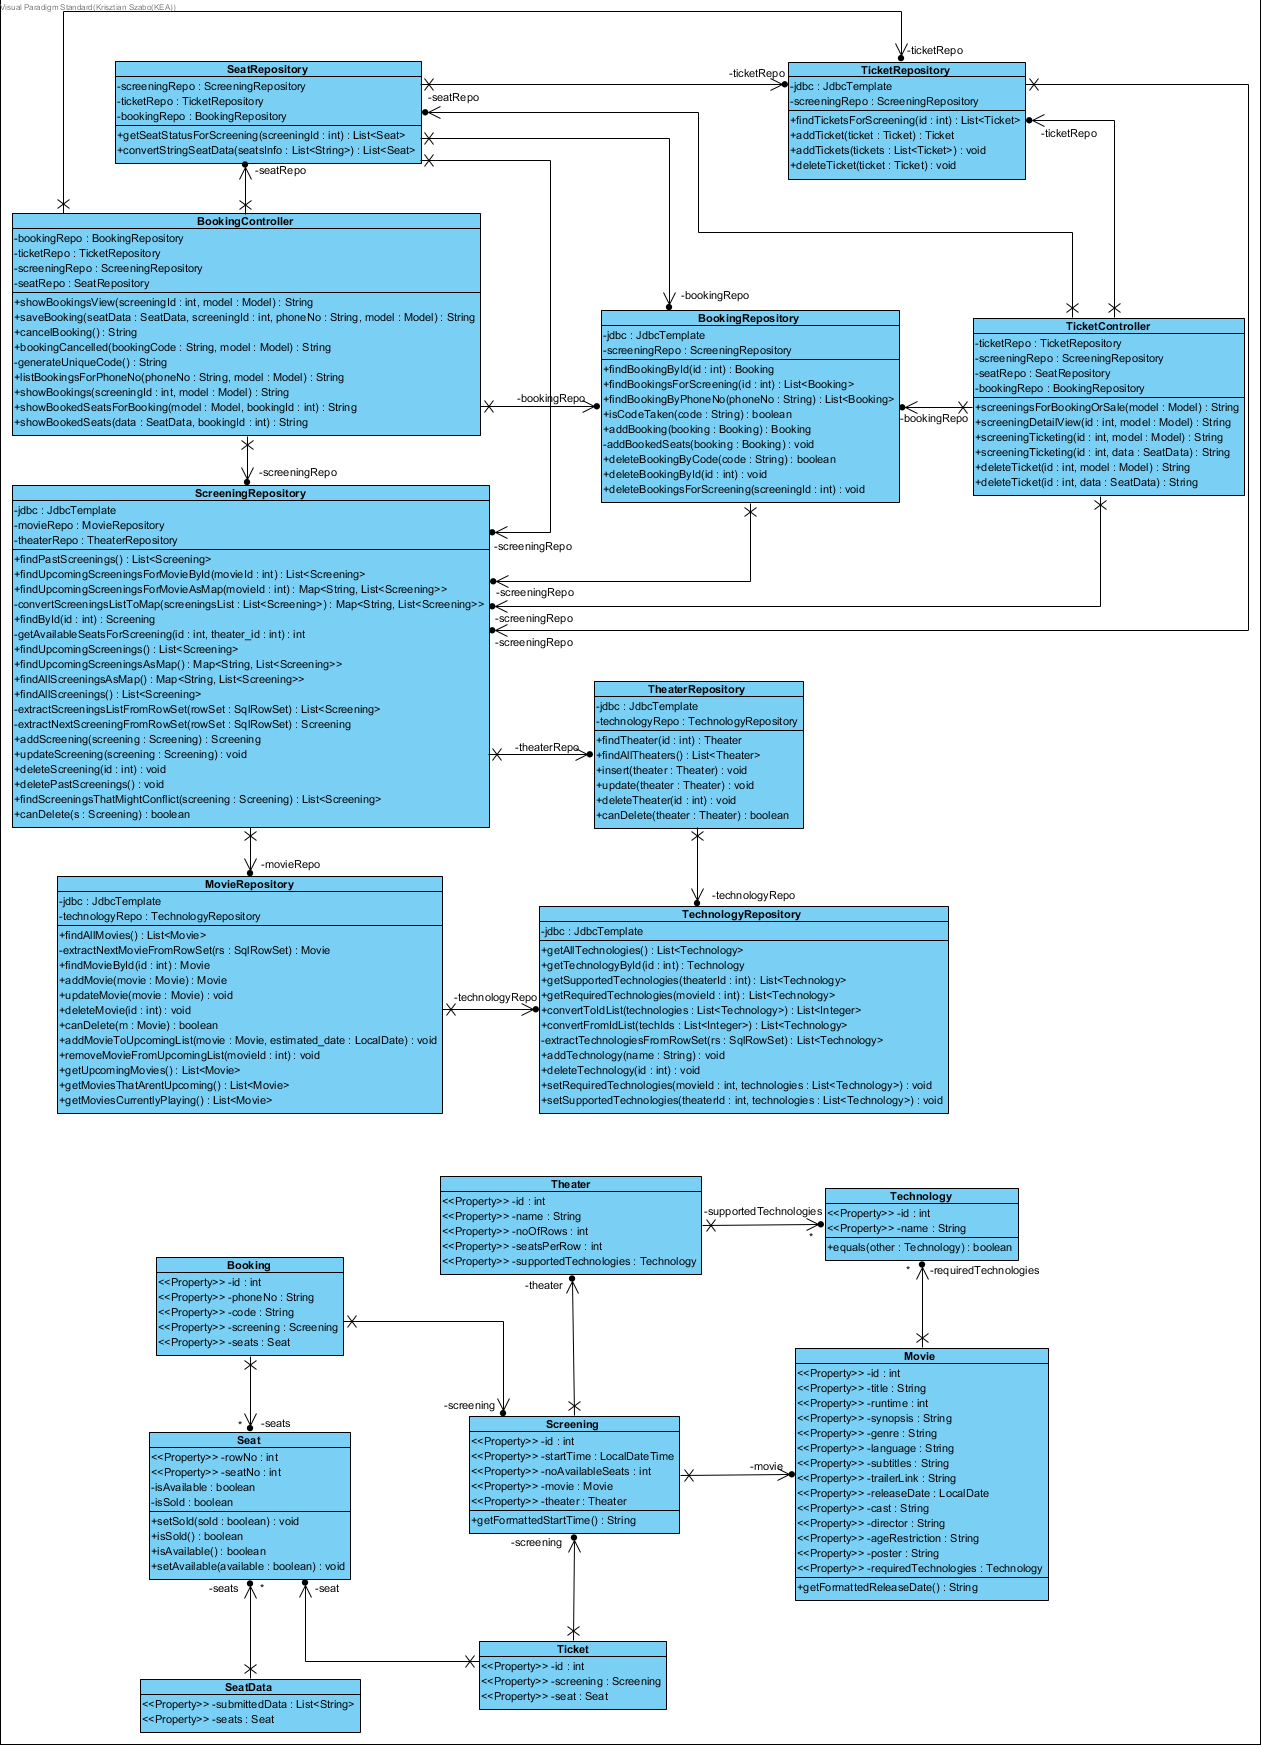 Visual Paradigm Standard(Krisztian Szabo(KEA))
-ticketRepo
SeatRepository
-screeningRepo : ScreeningRepository
-ticketRepo : TicketRepository
-bookingRepo : BookingRepository
+getSeatStatusForScreening(screeningId : int) : List<Seat>
+convertStringSeatData(seatsInfo : List<String>) : List<Seat>
-ticketRepo
-seatRepo
TicketRepository
-jdbc : JdbcTemplate
-screeningRepo : ScreeningRepository
+findTicketsForScreening(id : int) : List<Ticket>
+addTicket(ticket : Ticket) : Ticket
+addTickets(tickets : List<Ticket>) : void
+deleteTicket(ticket : Ticket) : void
-ticketRepo
-seatRepo
BookingController
-bookingRepo : BookingRepository
-ticketRepo : TicketRepository
-screeningRepo : ScreeningRepository
-seatRepo : SeatRepository
+showBookingsView(screeningId : int, model : Model) : String
+saveBooking(seatData : SeatData, screeningId : int, phoneNo : String, model : Model) : String
+cancelBooking() : String
+bookingCancelled(bookingCode : String, model : Model) : String
-generateUniqueCode() : String
+listBookingsForPhoneNo(phoneNo : String, model : Model) : String
+showBookings(screeningId : int, model : Model) : String
+showBookedSeatsForBooking(model : Model, bookingId : int) : String
+showBookedSeats(data : SeatData, bookingId : int) : String
-bookingRepo
-bookingRepo
BookingRepository
-jdbc : JdbcTemplate
-screeningRepo : ScreeningRepository
+findBookingById(id : int) : Booking
+findBookingsForScreening(id : int) : List<Booking>
+findBookingByPhoneNo(phoneNo : String) : List<Booking>
+isCodeTaken(code : String) : boolean
+addBooking(booking : Booking) : Booking
-addBookedSeats(booking : Booking) : void
+deleteBookingByCode(code : String) : boolean
+deleteBookingById(id : int) : void
+deleteBookingsForScreening(screeningId : int) : void
-bookingRepo
TicketController
-ticketRepo : TicketRepository
-screeningRepo : ScreeningRepository
-seatRepo : SeatRepository
-bookingRepo : BookingRepository
+screeningsForBookingOrSale(model : Model) : String
+screeningDetailView(id : int, model : Model) : String
+screeningTicketing(id : int, model : Model) : String
+screeningTicketing(id : int, data : SeatData) : String
+deleteTicket(id : int, model : Model) : String
+deleteTicket(id : int, data : SeatData) : String
-screeningRepo
ScreeningRepository
-jdbc : JdbcTemplate
-movieRepo : MovieRepository
-theaterRepo : TheaterRepository
+findPastScreenings() : List<Screening>
+findUpcomingScreeningsForMovieById(movieId : int) : List<Screening>
+findUpcomingScreeningsForMovieAsMap(movieId : int) : Map<String, List<Screening>>
-convertScreeningsListToMap(screeningsList : List<Screening>) : Map<String, List<Screening>>
+findById(id : int) : Screening
-getAvailableSeatsForScreening(id : int, theater_id : int) : int
+findUpcomingScreenings() : List<Screening>
+findUpcomingScreeningsAsMap() : Map<String, List<Screening>>
+findAllScreeningsAsMap() : Map<String, List<Screening>>
+findAllScreenings() : List<Screening>
-extractScreeningsListFromRowSet(rowSet : SqlRowSet) : List<Screening>
-extractNextScreeningFromRowSet(rowSet : SqlRowSet) : Screening
+addScreening(screening : Screening) : Screening
+updateScreening(screening : Screening) : void
+deleteScreening(id : int) : void
+deletePastScreenings() : void
+findScreeningsThatMightConflict(screening : Screening) : List<Screening>
+canDelete(s : Screening) : boolean
-screeningRepo
-screeningRepo
-screeningRepo
-screeningRepo
-theaterRepo
TheaterRepository
-jdbc : JdbcTemplate
-technologyRepo : TechnologyRepository
+findTheater(id : int) : Theater
+findAllTheaters() : List<Theater>
+insert(theater : Theater) : void
+update(theater : Theater) : void
+deleteTheater(id : int) : void
+canDelete(theater : Theater) : boolean
-movieRepo
-technologyRepo
MovieRepository
-jdbc : JdbcTemplate
-technologyRepo : TechnologyRepository
+findAllMovies() : List<Movie>
-extractNextMovieFromRowSet(rs : SqlRowSet) : Movie
+findMovieById(id : int) : Movie
+addMovie(movie : Movie) : Movie
+updateMovie(movie : Movie) : void
+deleteMovie(id : int) : void
+canDelete(m : Movie) : boolean
+addMovieToUpcomingList(movie : Movie, estimated_date : LocalDate) : void
+removeMovieFromUpcomingList(movieId : int) : void
+getUpcomingMovies() : List<Movie>
+getMoviesThatArentUpcoming() : List<Movie>
+getMoviesCurrentlyPlaying() : List<Movie>
-technologyRepo
TechnologyRepository
-jdbc : JdbcTemplate
+getAllTechnologies() : List<Technology>
+getTechnologyById(id : int) : Technology
+getSupportedTechnologies(theaterId : int) : List<Technology>
+getRequiredTechnologies(movieId : int) : List<Technology>
+convertToIdList(technologies : List<Technology>) : List<Integer>
+convertFromIdList(techIds : List<Integer>) : List<Technology>
-extractTechnologiesFromRowSet(rs : SqlRowSet) : List<Technology>
+addTechnology(name : String) : void
+deleteTechnology(id : int) : void
+setRequiredTechnologies(movieId : int, technologies : List<Technology>) : void
+setSupportedTechnologies(theaterId : int, technologies : List<Technology>) : void
Theater
<<Property>> -id : int
<<Property>> -name : String
<<Property>> -noOfRows : int
<<Property>> -seatsPerRow : int
<<Property>> -supportedTechnologies : Technology
-supportedTechnologies
*
Technology
<<Property>> -id : int
<<Property>> -name : String
+equals(other : Technology) : boolean
* -requiredTechnologies
-theater
Booking
<<Property>> -id : int
<<Property>> -phoneNo : String
<<Property>> -code : String
<<Property>> -screening : Screening
<<Property>> -seats : Seat
-screening
* -seats
Movie
<<Property>> -id : int
<<Property>> -title : String
<<Property>> -runtime : int
<<Property>> -synopsis : String
<<Property>> -genre : String
<<Property>> -language : String
<<Property>> -subtitles : String
<<Property>> -trailerLink : String
<<Property>> -releaseDate : LocalDate
<<Property>> -cast : String
<<Property>> -director : String
<<Property>> -ageRestriction : String
<<Property>> -poster : String
<<Property>> -requiredTechnologies : Technology
+getFormattedReleaseDate() : String
Screening
<<Property>> -id : int
<<Property>> -startTime : LocalDateTime
<<Property>> -noAvailableSeats : int
<<Property>> -movie : Movie
<<Property>> -theater : Theater
+getFormattedStartTime() : String
-movie
-screening
Seat
<<Property>> -rowNo : int
<<Property>> -seatNo : int
-isAvailable : boolean
-isSold : boolean
+setSold(sold : boolean) : void
+isSold() : boolean
+isAvailable() : boolean
+setAvailable(available : boolean) : void
-seats *
-seat
Ticket
<<Property>> -id : int
<<Property>> -screening : Screening
<<Property>> -seat : Seat
SeatData
<<Property>> -submittedData : List<String>
<<Property>> -seats : Seat